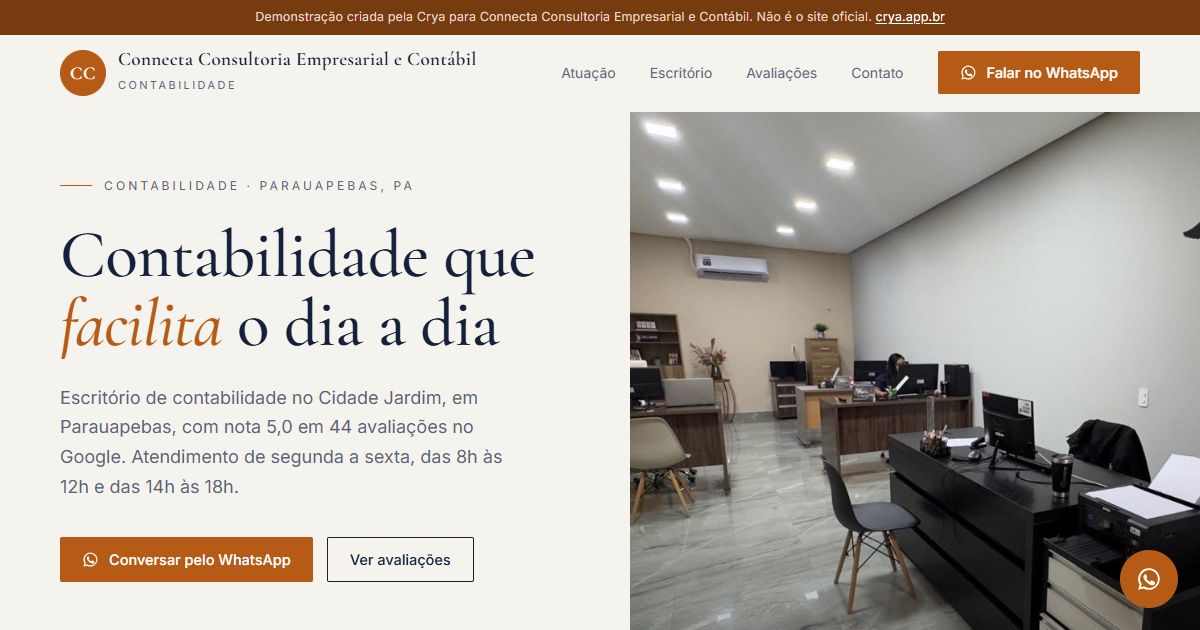 Demonstração criada pela Crya para Connecta Consultoria Empresarial e Contábil. Não é o site oficial. crya.app.br
CC
Connecta Consultoria Empresarial e Contábil
CONTABILIDADE
Atuação
Escritório
Avaliações
Contato
Falar no WhatsApp
CONTABILIDADE · PARAUAPEBAS, PA
Contabilidade que
facilita o dia a dia
Escritório de contabilidade no Cidade Jardim, em
Parauapebas, com nota 5,0 em 44 avaliações no
Google. Atendimento de segunda a sexta, das 8h às
12h e das 14h às 18h.
Conversar pelo WhatsApp
Ver avaliações